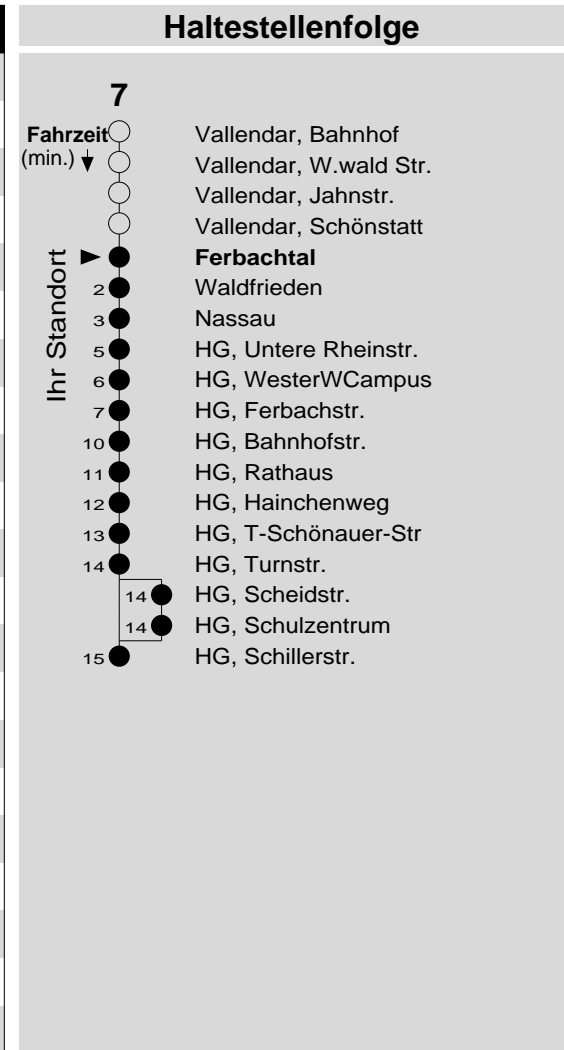 Haltestellenfolge
7
Fahrzeit Vallendar, Bahnhof
(min.) Vallendar, W.wald Str.
Vallendar, Jahnstr.
Vallendar, Schönstatt
Ihr Standort
Ferbachtal
2 Waldfrieden
3 Nassau
5 HG, Untere Rheinstr.
6 HG, WesterWCampus
7 HG, Ferbachstr.
10 HG, Bahnhofstr.
11 HG, Rathaus
12 HG, Hainchenweg
13 HG, T-Schönauer-Str
14 HG, Turnstr.
14 HG, Scheidstr.
14 HG, Schulzentrum
15 HG, Schillerstr.